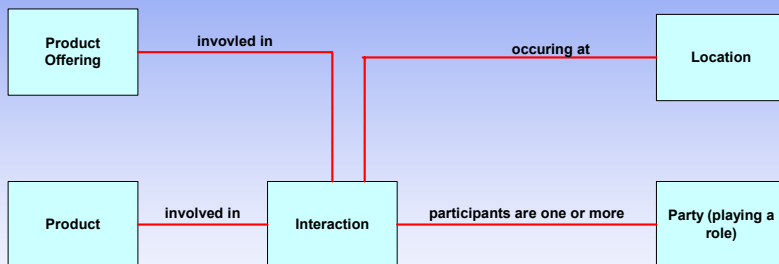 Product
Offering
invovled in
occuring at
Location
Product
involved in
Interaction
participants are one or more
Party (playing a
role)